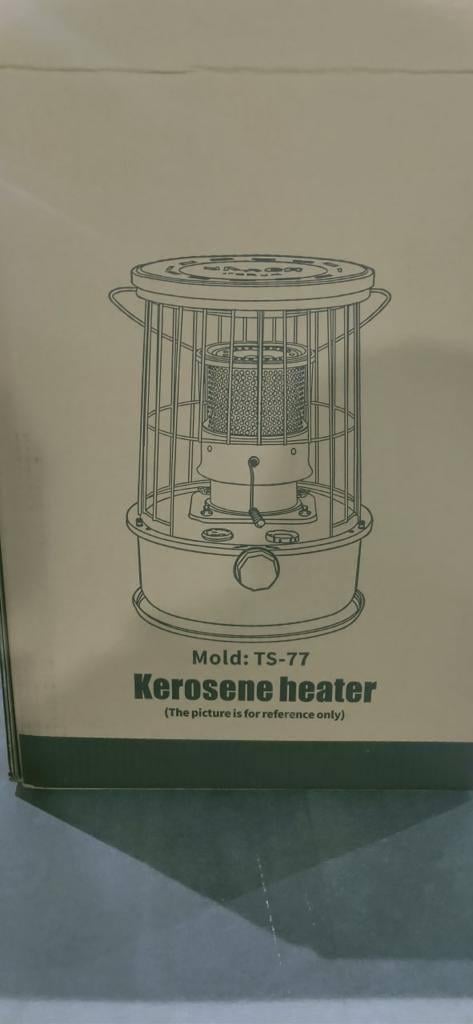 Mold: TS-77
Kerosene heater
(The picture is for reference only)